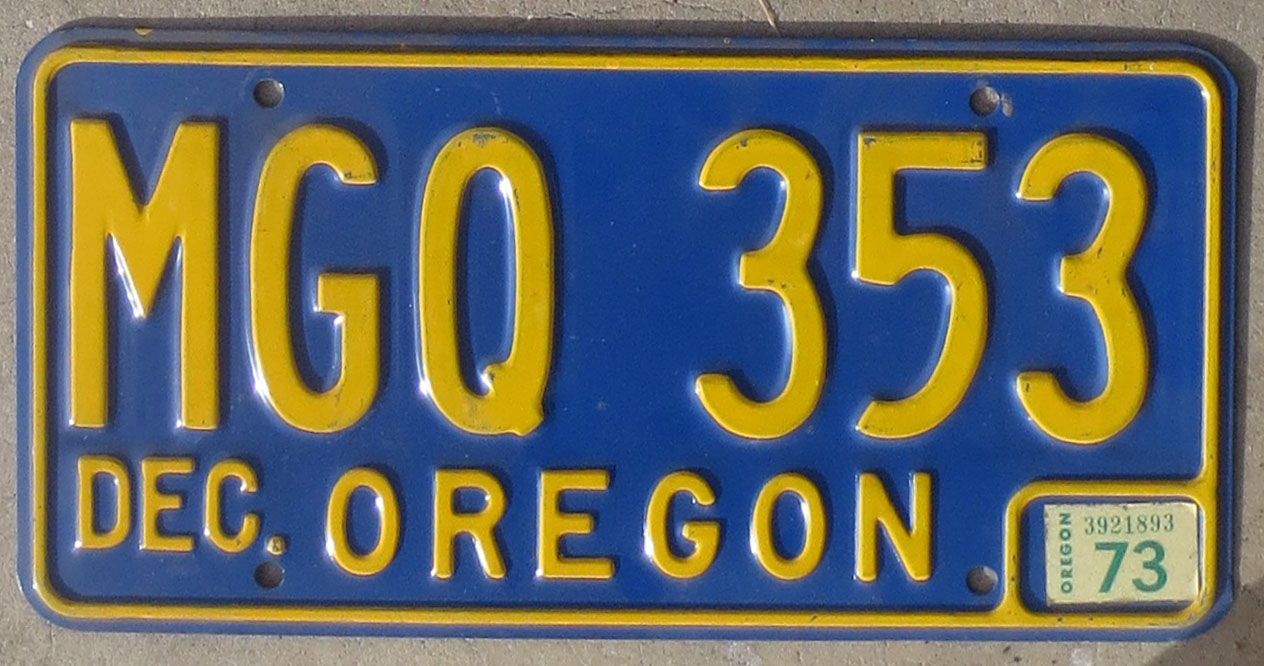 MGQ 353
DEC. OREGON
OREGON
3921893
73